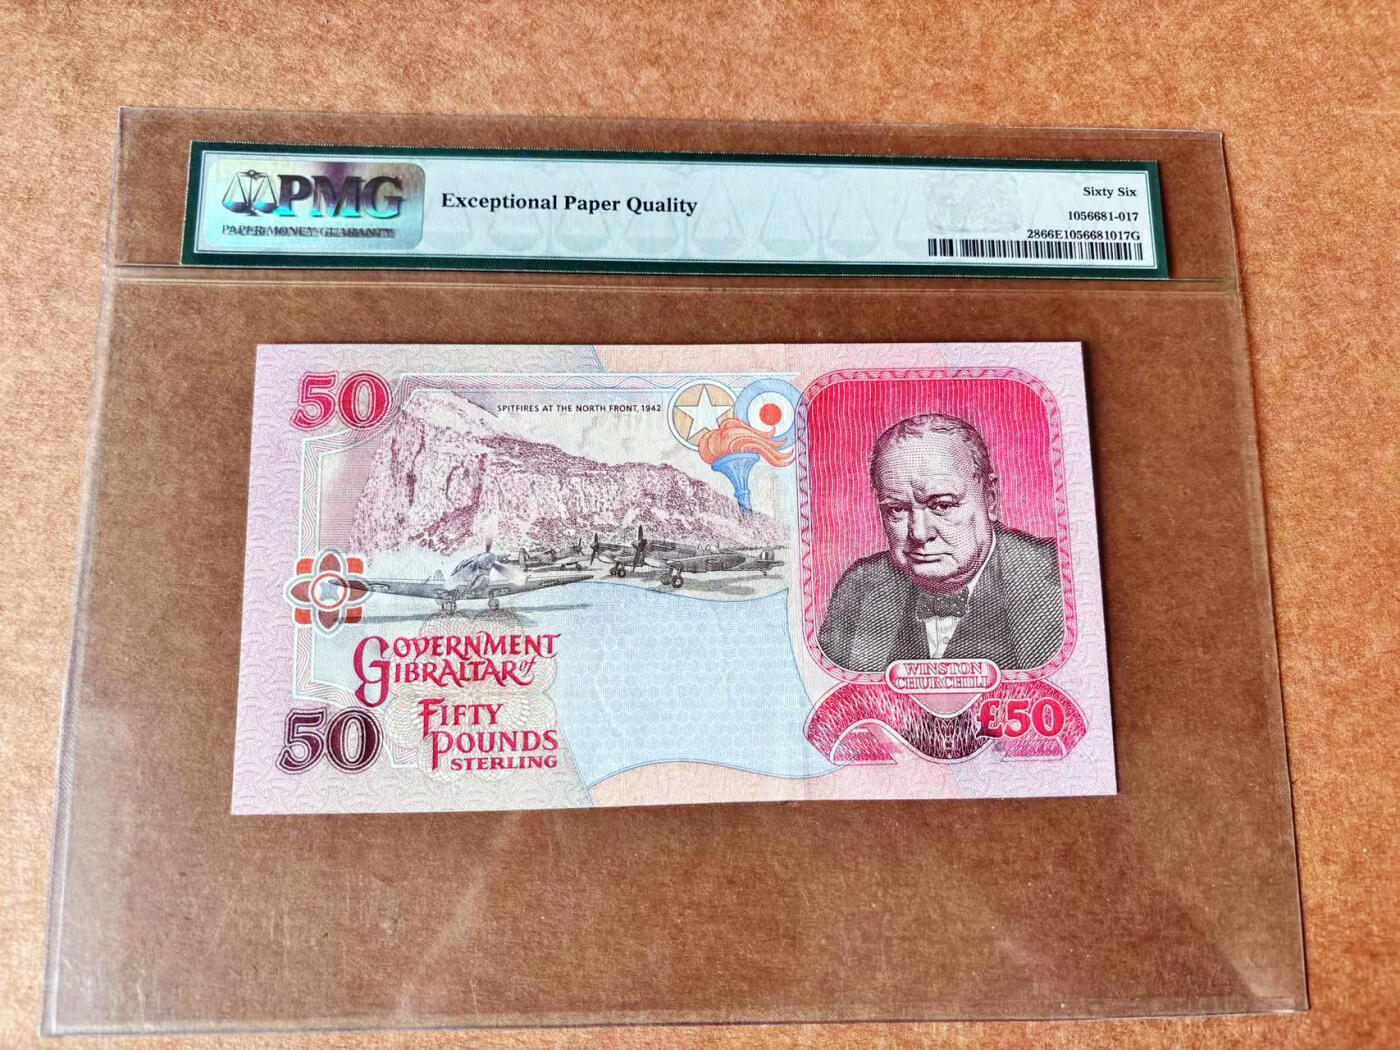 PMG
PAPER MONEY GUARANTY
Exceptional Paper Quality
Sixty Six
1056681-017
2866E1056681017G
50
SPITFIRES AT THE NORTH FRONT, 1942
GOVERNMENT
GIBRALTAR of
50
FIFTY
POUNDS
STERLING
WINSTON
CHURCHILL
£50